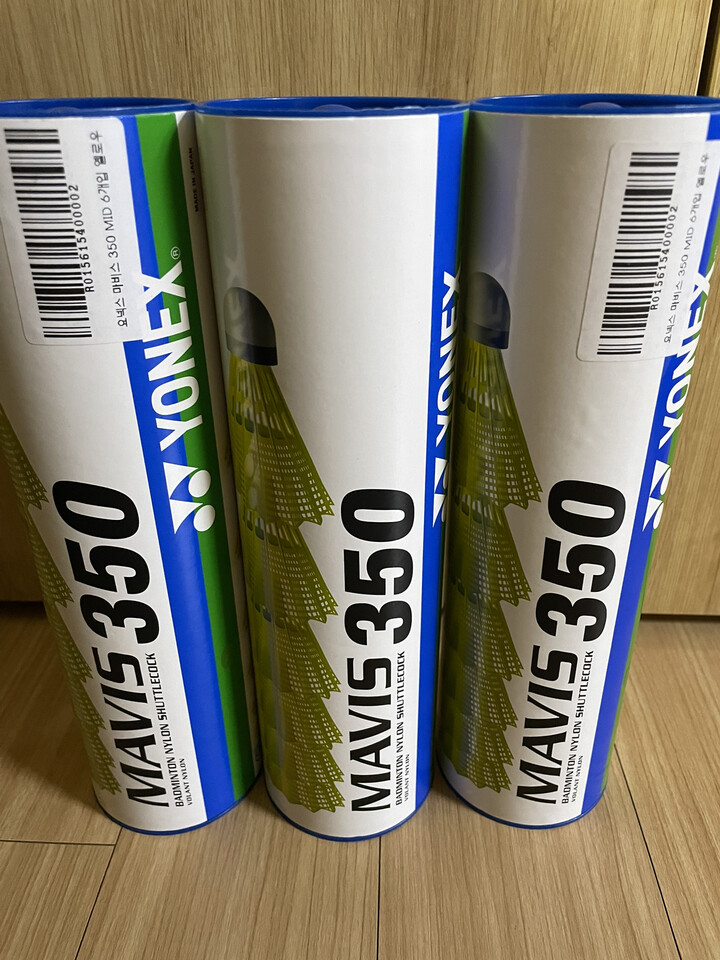 R015615400002
요넥스 마비스 350 MID 6개입 옐로우
MADE IN JAPAN
YONEX®
MAVIS 350
BADMINTON NYLON SHUTTLECOCK
VOLANT NYLON
YONEX
MAVIS 350
BADMINTON NYLON SHUTTLECOCK
VOLANT NYLON
R015615400002
요넥스 마비스 350 MID 6개입 옐로우
YONEX
MAVIS 350
BADMINTON NYLON SHUTTLECOCK
VOLANT NYLON